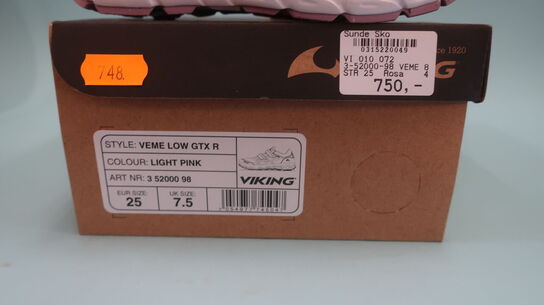 748.
Sunde Sko
0315220049
VI 010 072
3-52000-98 VEME 8
STR 25 Rosa 4
750,-
ce 1920
NG
STYLE: VEME LOW GTX R
COLOUR: LIGHT PINK
ART NR: 3 52000 98
VIKING
EUR SIZE: UK SIZE:
25 7.5